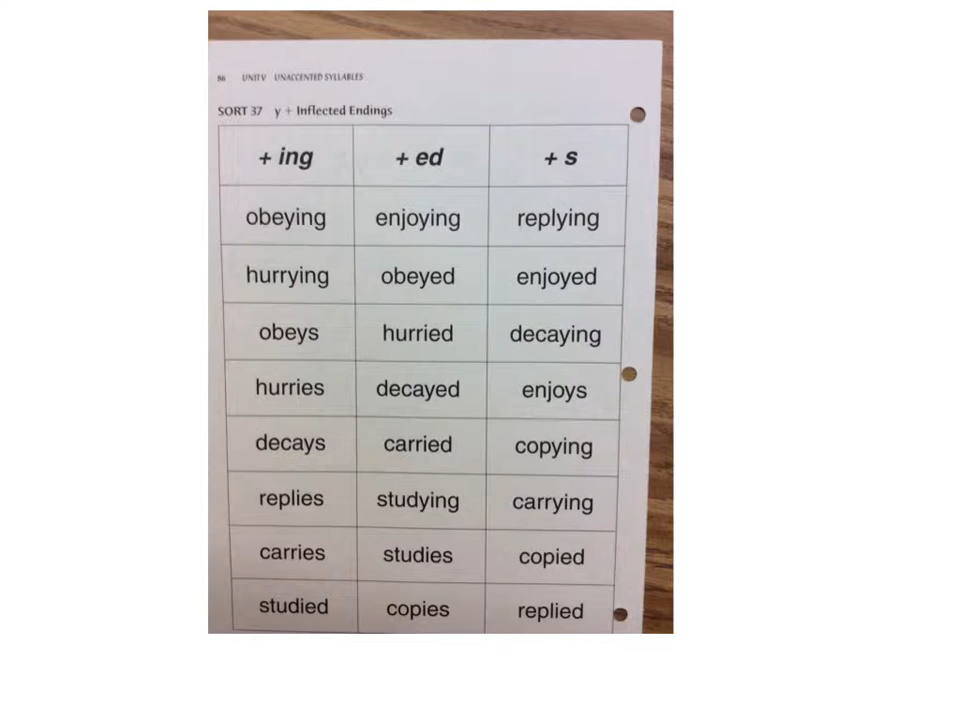 86 UNIT V UNACCENTED SYLLABLES
SORT 37 y + Inflected Endings
+ ing + ed + s
obeying enjoying replying
hurrying obeyed enjoyed
obeys hurried decaying
hurries decayed enjoys
decays carried copying
replies studying carrying
carries studies copied
studied copies replied